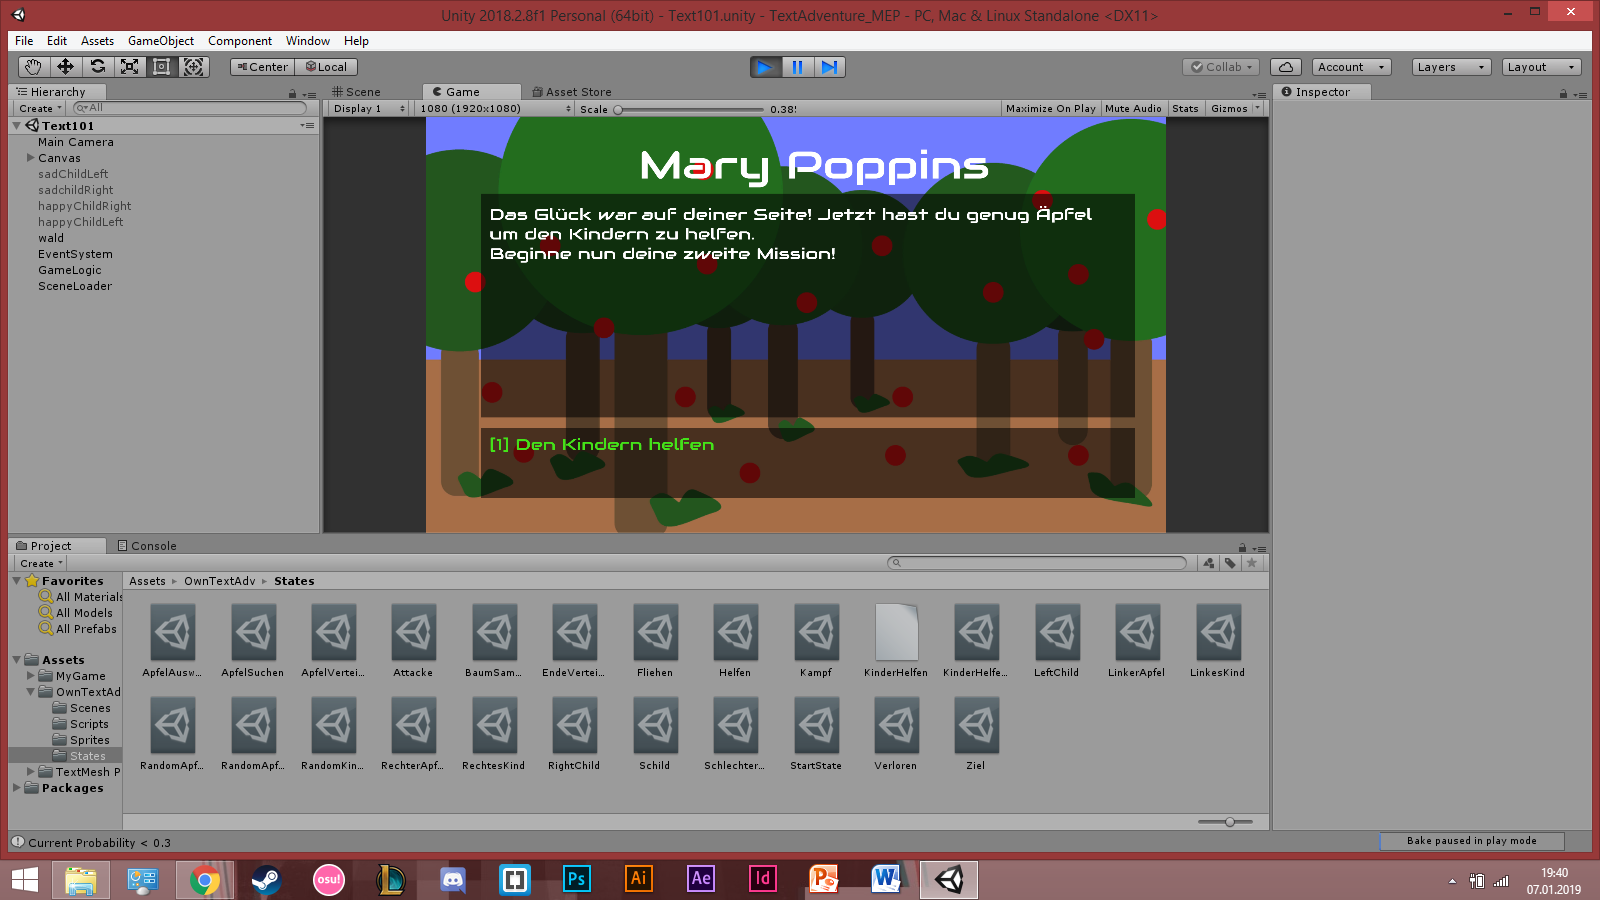 Unity 2018.2.8f1 Personal (64bit) - Text101.unity - TextAdventure_MEP - PC, Mac & Linux Standalone <DX11>
File Edit Assets GameObject Component Window Help
Center Local Collab Account Layers Layout
Hierarchy
Create All
Text101
Main Camera
Canvas
sadChildLeft
sadchildRight
happyChildRight
happyChildLeft
wald
EventSystem
GameLogic
SceneLoader
Scene Game Asset Store
Display 1 1080 (1920x1080) Scale 0.38 Maximize On Play Mute Audio Stats Gizmos
Mary Poppins
Das Glück war auf deiner Seite! Jetzt hast du genug Äpfel
um den Kindern zu helfen.
Beginne nun deine zweite Mission!
[1] Den Kindern helfen
Inspector
Project Console
Create
Favorites
All Materials
All Models
All Prefabs
Assets
MyGame
OwnTextAd
Scenes
Scripts
Sprites
States
TextMesh P
Packages
Assets OwnTextAdv States
ApfelAusw... ApfelSuchen ApfelVertei... Attacke BaumSam... EndeVertei... Fliehen Helfen Kampf KinderHelfen KinderHelfe... LeftChild LinkerApfel LinkesKind
RandomApf... RandomApf... RandomKin... RechterApf... RechtesKind RightChild Schild Schlechter... StartState Verloren Ziel
Current Probability < 0.3
Bake paused in play mode
osu! Ps Ai Ae Id
19:40
07.01.2019